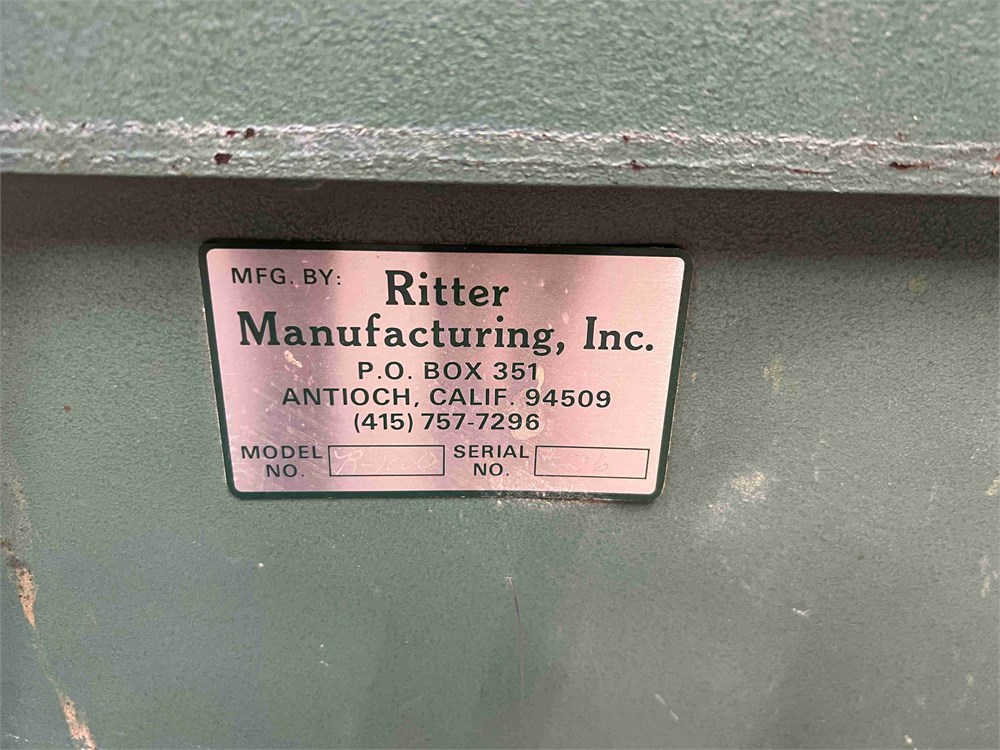 MFG. BY: Ritter
Manufacturing, Inc.
P.O. BOX 351
ANTIOCH, CALIF. 94509
(415) 757-7296
MODEL NO.
SERIAL NO.